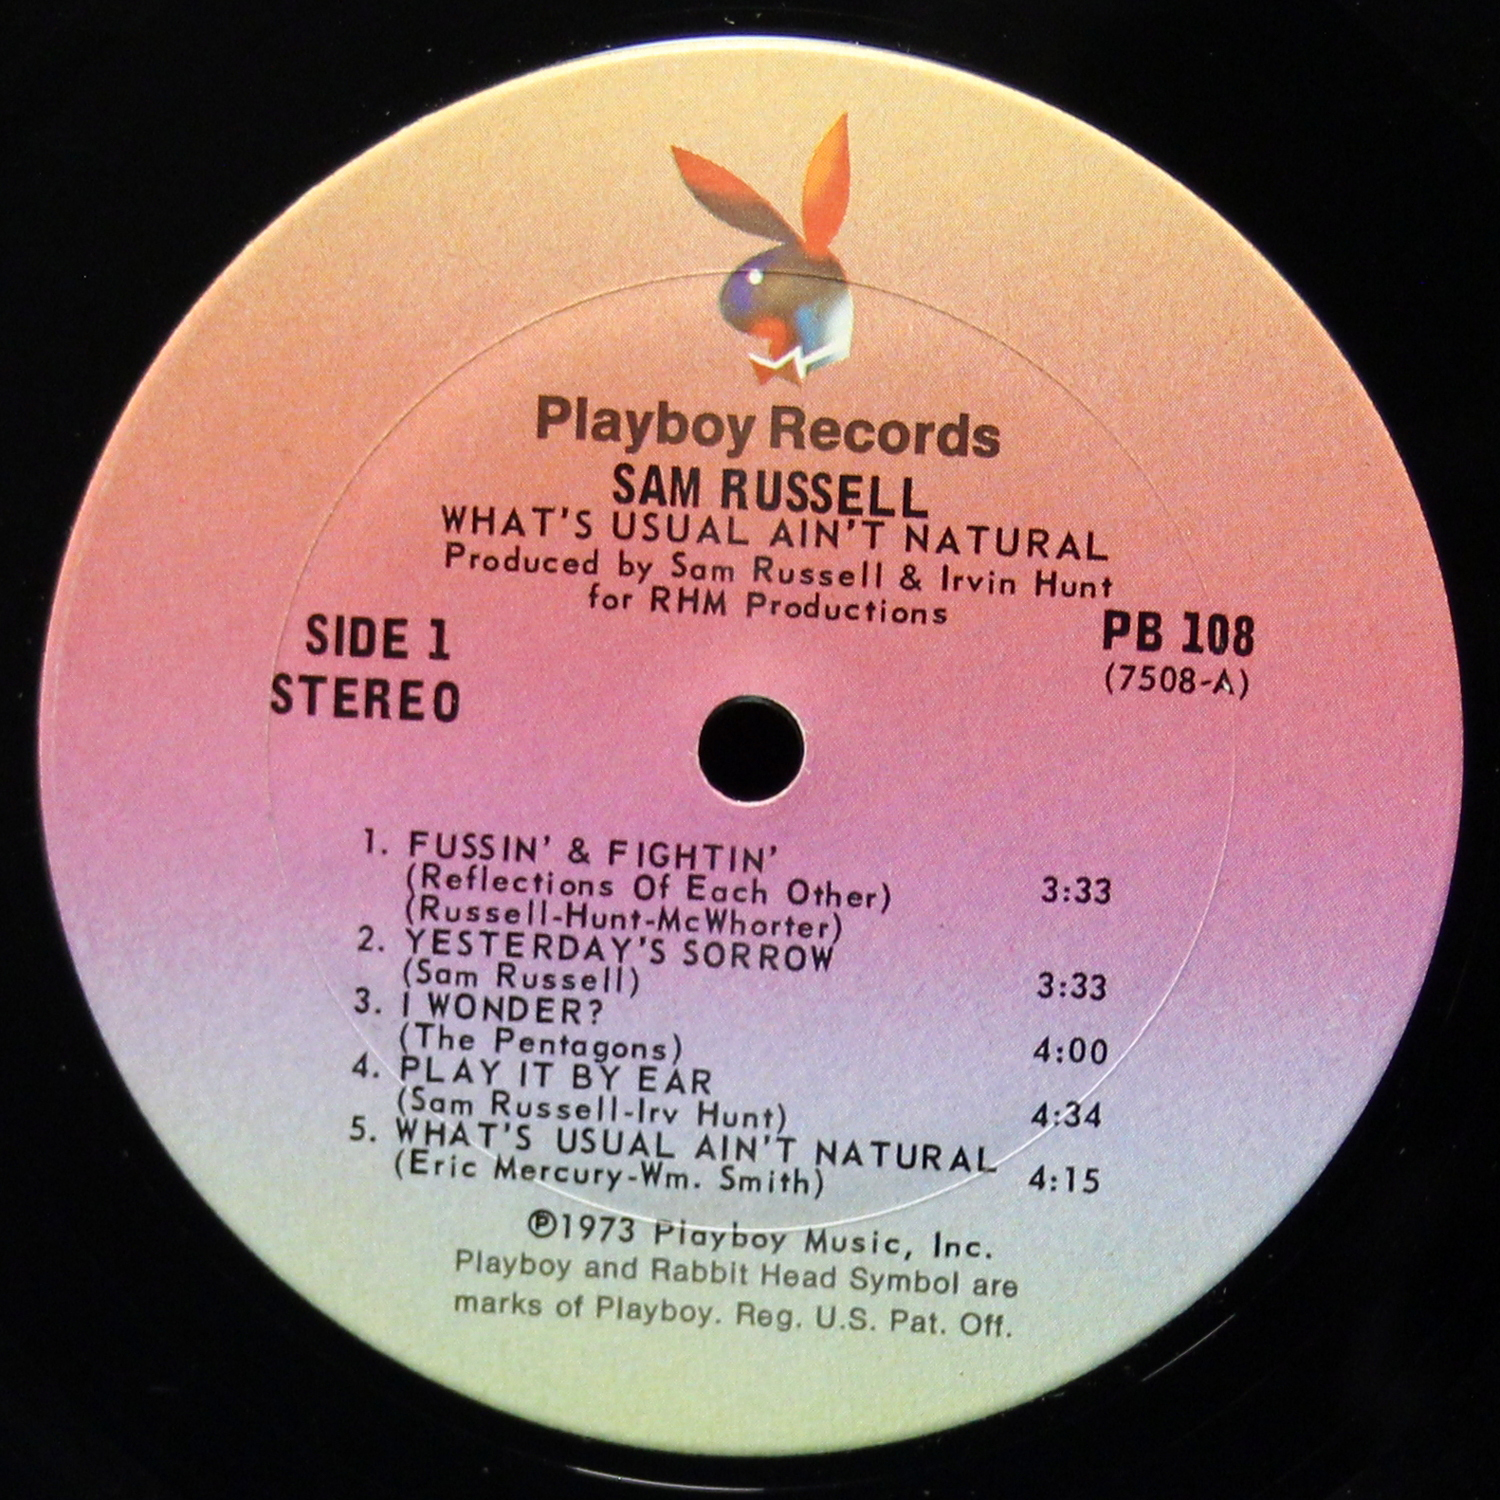 Playboy Records
SAM RUSSELL
WHAT'S USUAL AIN'T NATURAL
Produced by Sam Russell & Irvin Hunt
for RHM Productions
SIDE 1
STEREO
PB 108
(7508-A)
1. FUSSIN' & FIGHTIN'
(Reflections Of Each Other) 3:33
(Russell-Hunt-McWhorter)
2. YESTERDAY'S SORROW
(Sam Russell) 3:33
3. I WONDER?
(The Pentagons) 4:00
4. PLAY IT BY EAR
(Sam Russell-Irv Hunt) 4:34
5. WHAT'S USUAL AIN'T NATURAL
(Eric Mercury-Wm. Smith) 4:15
℗1973 Playboy Music, Inc.
Playboy and Rabbit Head Symbol are
marks of Playboy. Reg. U.S. Pat. Off.